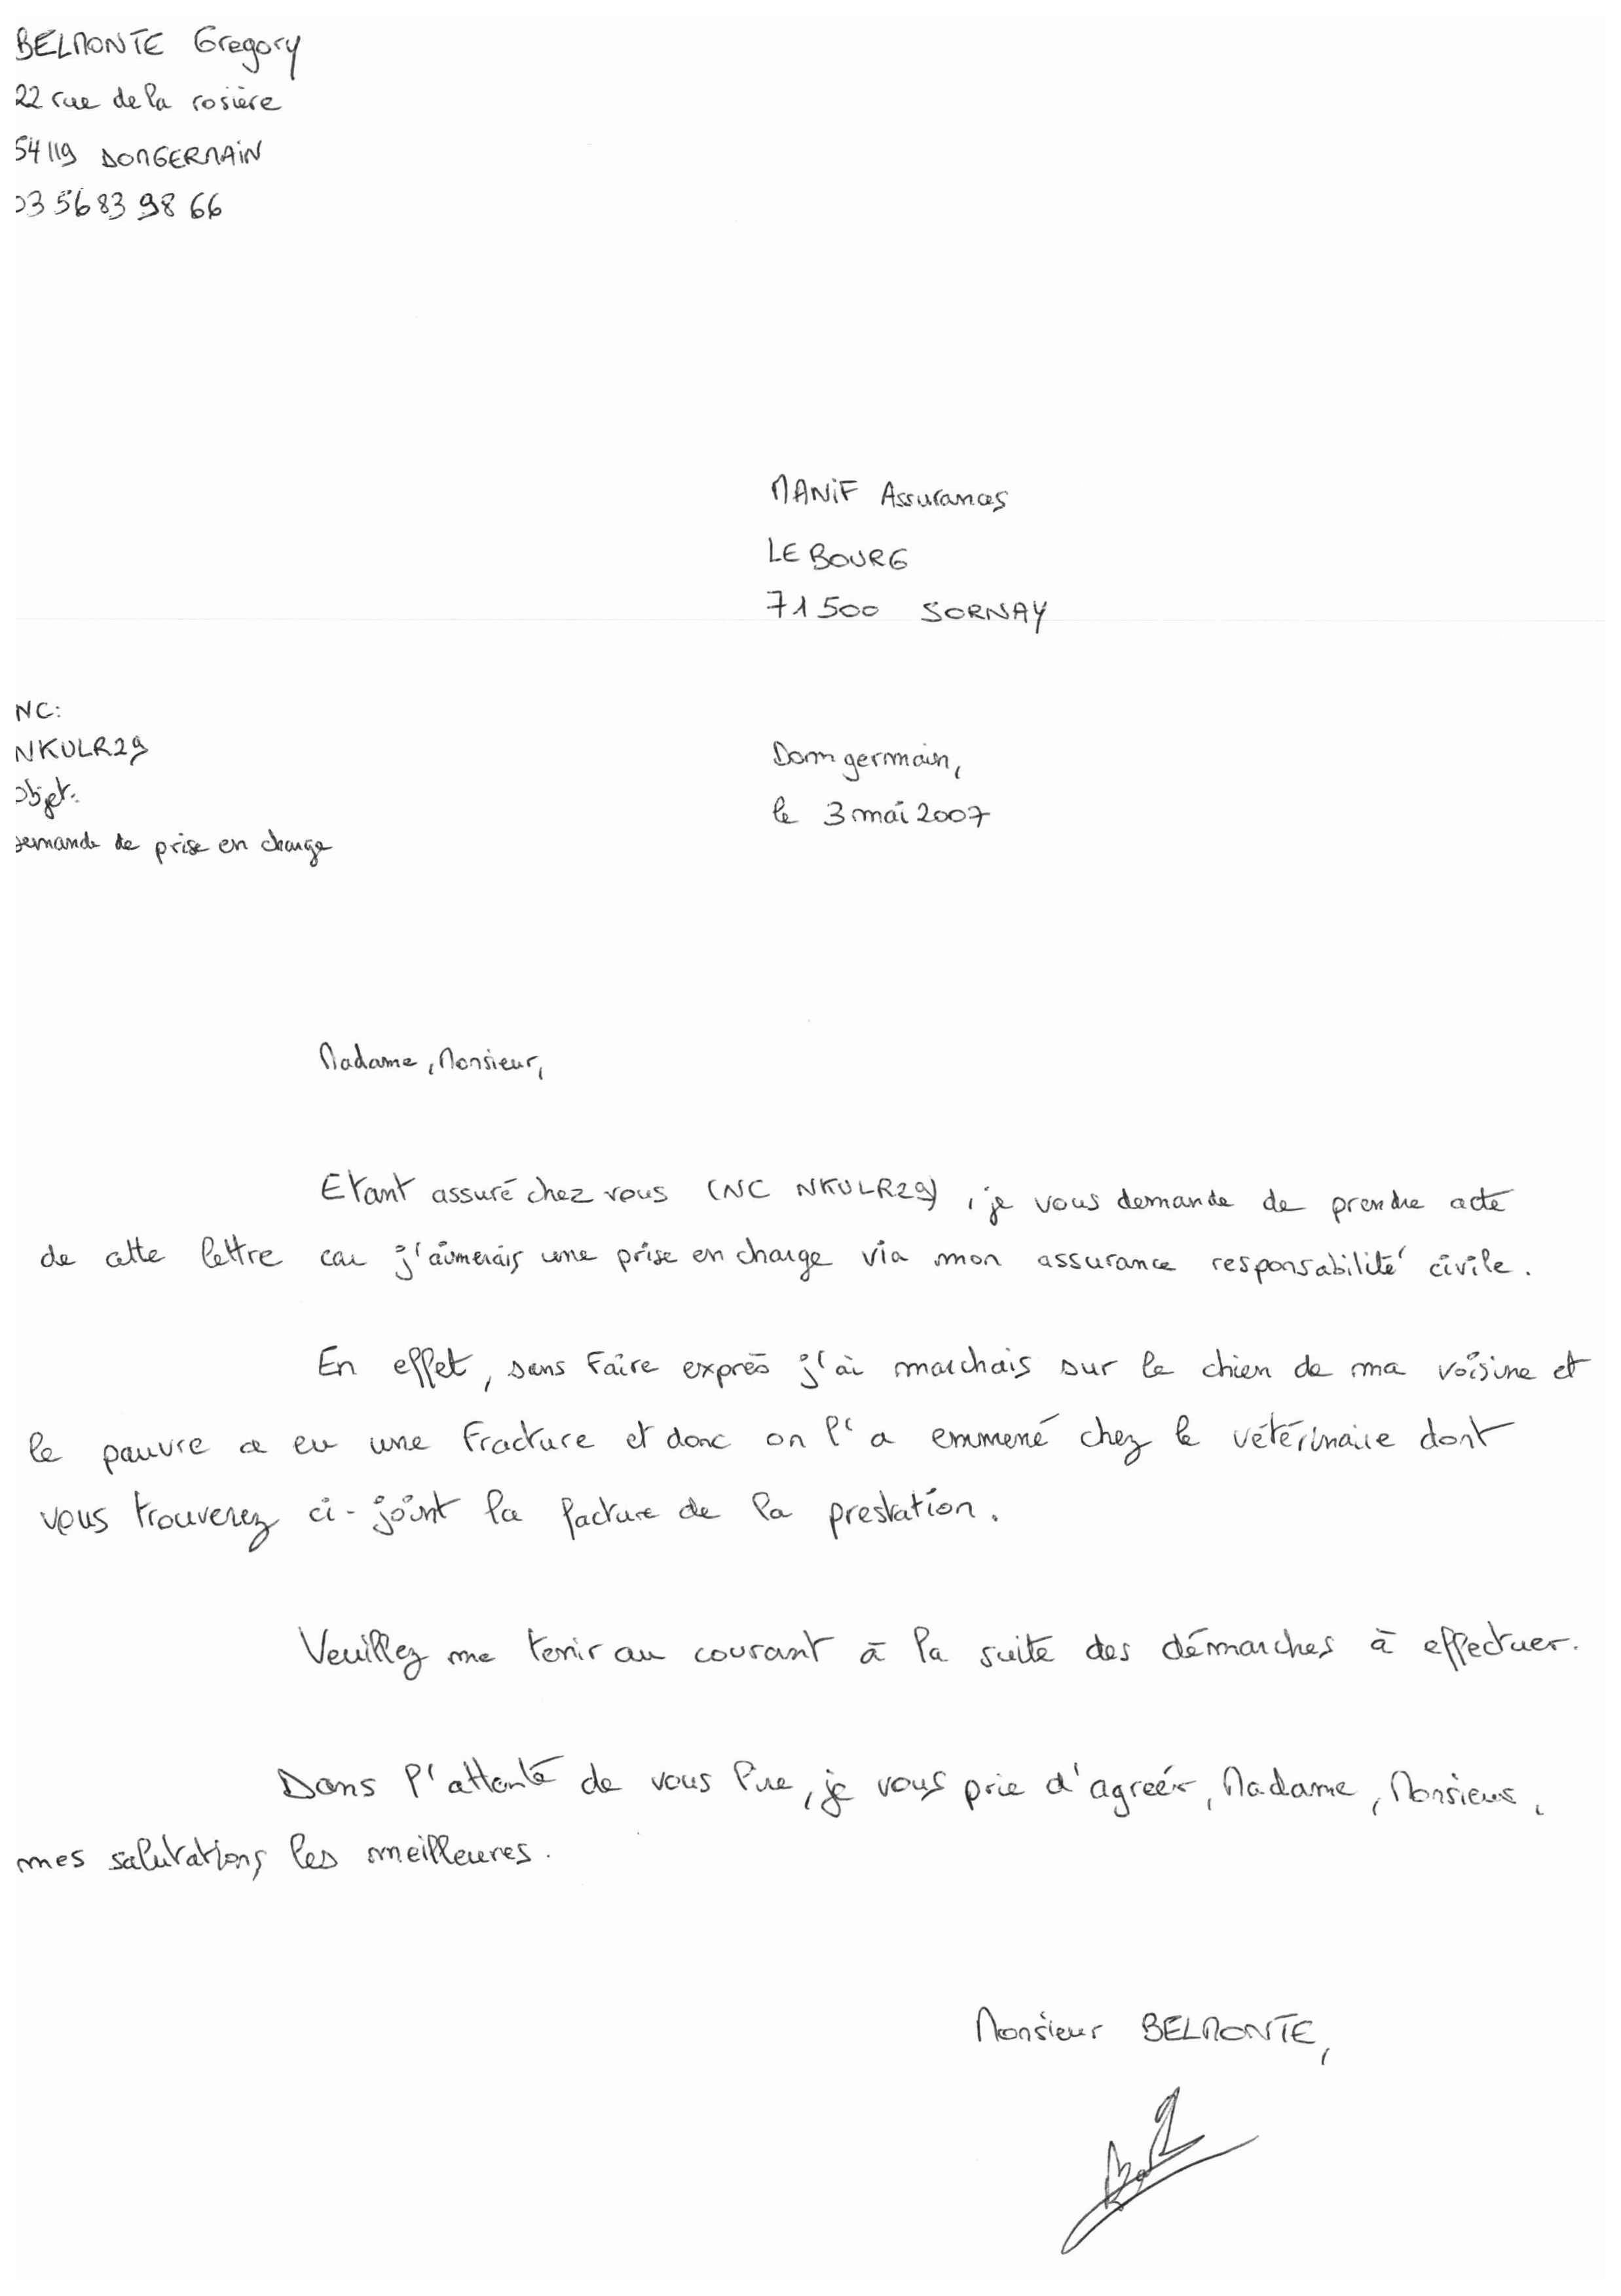 BELMONTE Gregory
22 rue de la rosière
54119 DOMGERMAIN
03 56 83 98 66
MANIF Assurances
LE BOURG
71500 SORNAY
NC:
NKULR29
Objet:
Demande de prise en charge
Domgermain,
le 3 mai 2007
Madame, Monsieur,
Etant assuré chez vous (NC NKULR29), je vous demande de prendre acte
de cette lettre car j'aimerais une prise en charge via mon assurance responsabilité civile.
En effet, sans faire exprès j'ai marchais sur le chien de ma voisine et
le pauvre a eu une fracture et donc on l'a emmené chez le vétérinaire dont
vous trouverez ci-joint la facture de la prestation.
Veuillez me tenir au courant à la suite des démarches à effectuer.
Dans l'attente de vous lire, je vous prie d'agréér, Madame, Monsieur,
mes salutations les meilleures.
Monsieur BELMONTE,